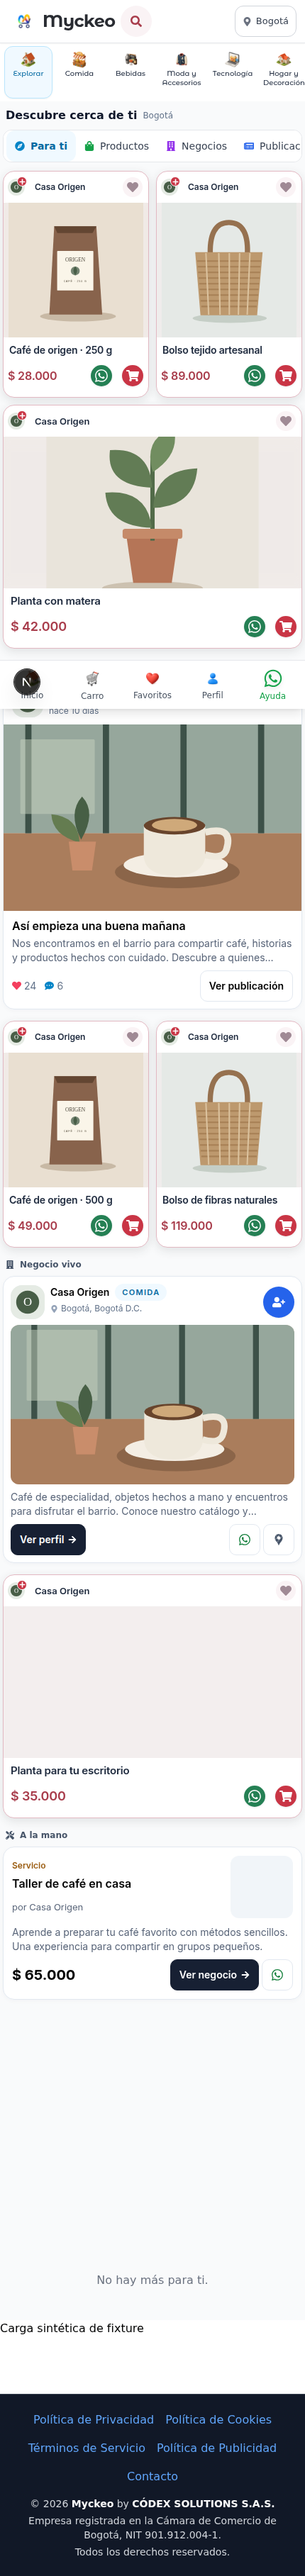 Myckeo
Bogotá
Explorar
Comida
Bebidas
Moda y
Accesorios
Tecnología
Hogar y
Decoración
Descubre cerca de ti Bogotá
Para ti
Productos
Negocios
Publicac
Casa Origen
Casa Origen
ORIGEN
Café de origen · 250 g
Bolso tejido artesanal
$ 28.000
$ 89.000
Casa Origen
Planta con matera
$ 42.000
N
Inicio
Carro
Favoritos
Perfil
Ayuda
hace 10 días
Así empieza una buena mañana
Nos encontramos en el barrio para compartir café, historias
y productos hechos con cuidado. Descubre a quienes...
24
6
Ver publicación
Casa Origen
Casa Origen
ORIGEN
Café de origen · 500 g
Bolso de fibras naturales
$ 49.000
$ 119.000
Negocio vivo
O
Casa Origen
COMIDA
Bogotá, Bogotá D.C.
Café de especialidad, objetos hechos a mano y encuentros
para disfrutar el barrio. Conoce nuestro catálogo y...
Ver perfil →
Casa Origen
Planta para tu escritorio
$ 35.000
A la mano
Servicio
Taller de café en casa
por Casa Origen
Aprende a preparar tu café favorito con métodos sencillos.
Una experiencia para compartir en grupos pequeños.
$ 65.000
Ver negocio →
No hay más para ti.
Carga sintética de fixture
Política de Privacidad
Política de Cookies
Términos de Servicio
Política de Publicidad
Contacto
© 2026 Myckeo by CÓDEX SOLUTIONS S.A.S.
Empresa registrada en la Cámara de Comercio de
Bogotá, NIT 901.912.004-1.
Todos los derechos reservados.